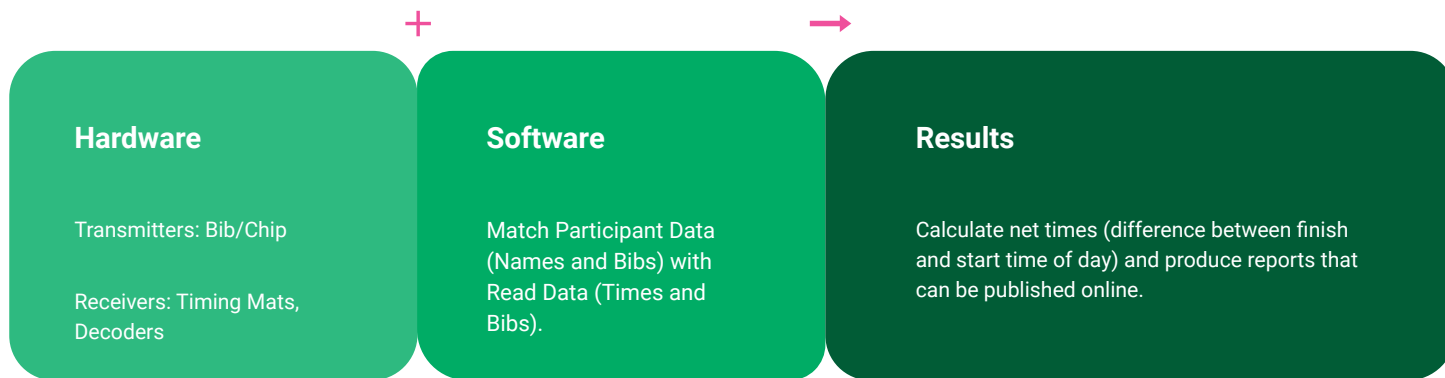 Hardware
Transmitters: Bib/Chip
Receivers: Timing Mats,
Decoders
Software
Match Participant Data
(Names and Bibs) with
Read Data (Times and
Bibs).
Results
Calculate net times (difference between finish
and start time of day) and produce reports that
can be published online.